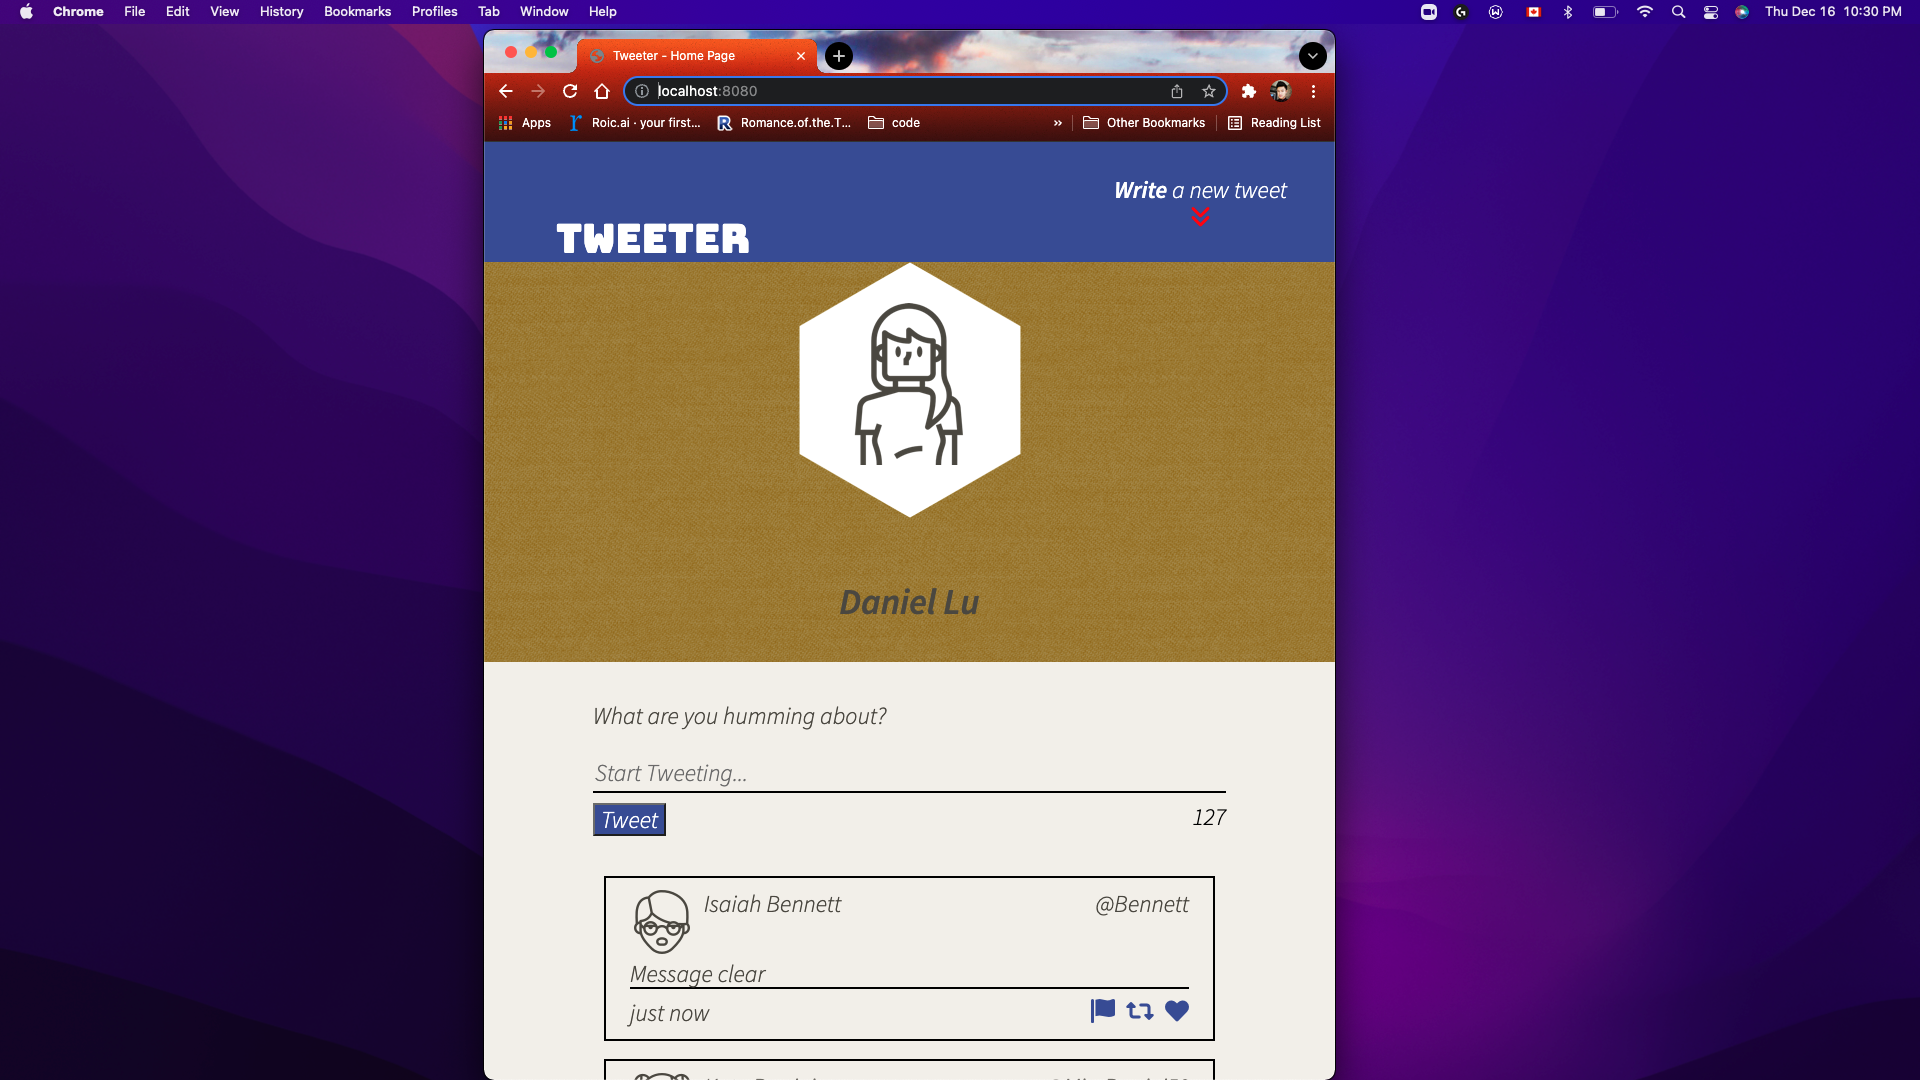 Chrome File Edit View History Bookmarks Profiles Tab Window Help Thu Dec 16 10:30 PM
Tweeter - Home Page
localhost:8080
Apps Roic.ai · your first... Romance.of.the.T... code » Other Bookmarks Reading List
Write a new tweet
TWEETER
Daniel Lu
What are you humming about?
Start Tweeting...
Tweet 127
Isaiah Bennett @Bennett
Message clear
just now